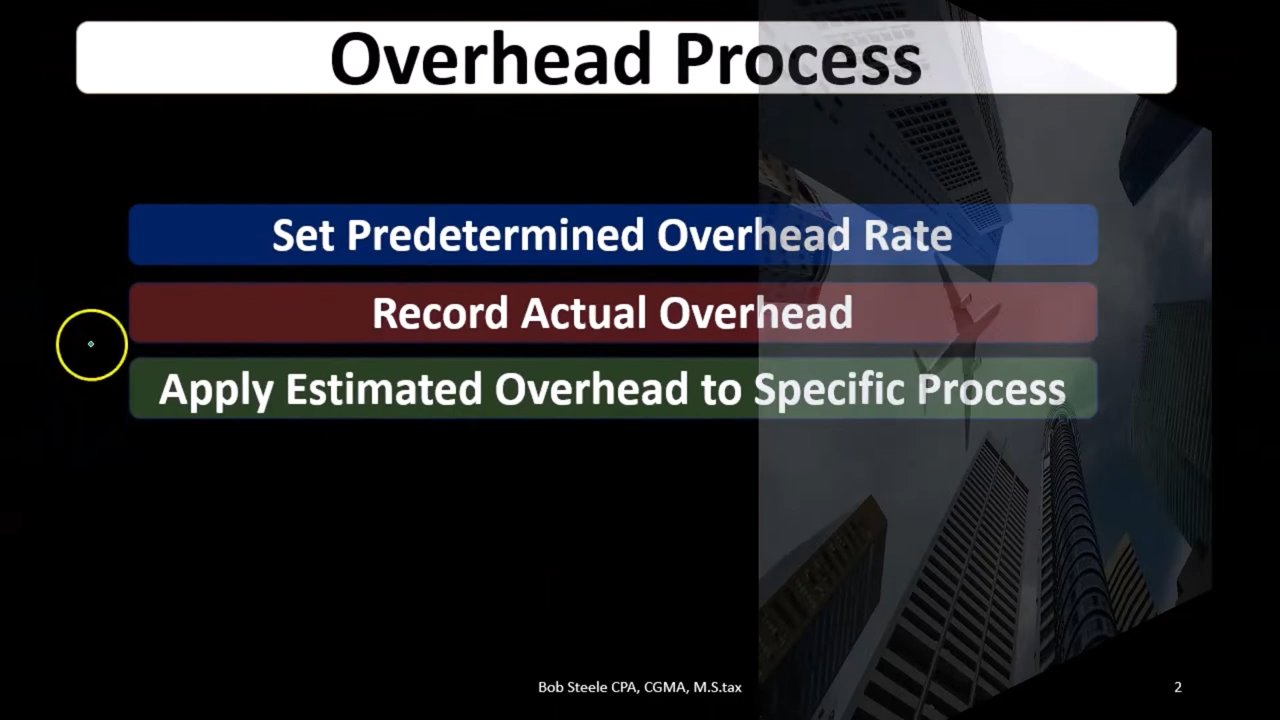 Overhead Process
Set Predetermined Overhead Rate
Record Actual Overhead
Apply Estimated Overhead to Specific Process
Bob Steele CPA, CGMA, M.S.tax
2